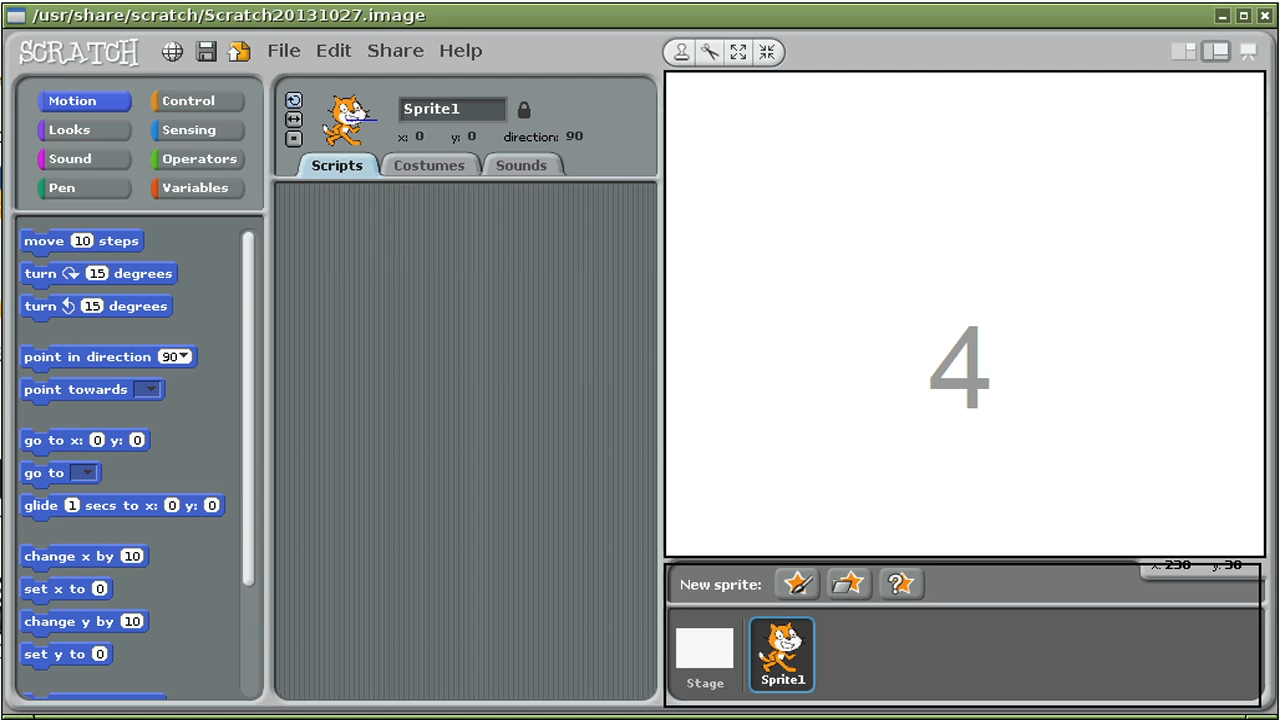 /usr/share/scratch/Scratch20131027.image
SCRATCH File Edit Share Help
Motion Control
Looks Sensing
Sound Operators
Pen Variables
Sprite1
x: 0 y: 0 direction: 90
Scripts Costumes Sounds
move 10 steps
turn 15 degrees
turn 15 degrees
point in direction 90
point towards
go to x: 0 y: 0
go to
glide 1 secs to x: 0 y: 0
change x by 10
set x to 0
change y by 10
set y to 0
4
x: 230 y: 30
New sprite:
Stage
Sprite1